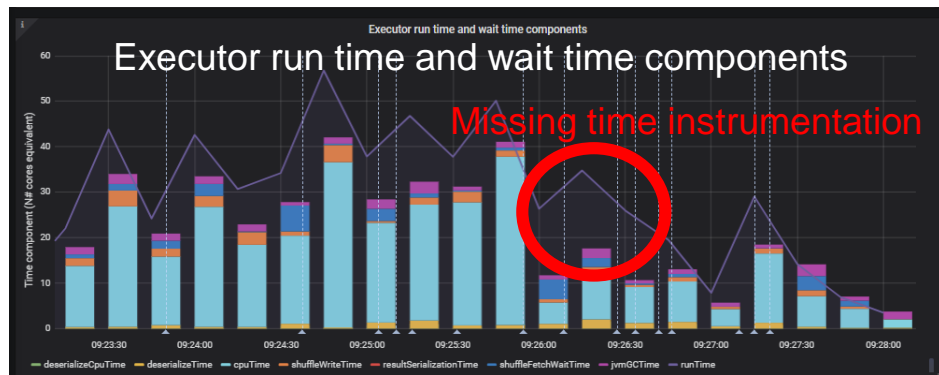 i
Executor run time and wait time components
Executor run time and wait time components
Missing time instrumentation
Time component (N# cores equivalent)
60
50
40
30
20
10
0
09:23:30 09:24:00 09:24:30 09:25:00 09:25:30 09:26:00 09:26:30 09:27:00 09:27:30 09:28:00
deserializeCpuTime deserializeTime cpuTime shuffleWriteTime resultSerializationTime shuffleFetchWaitTime jvmGCTime runTime